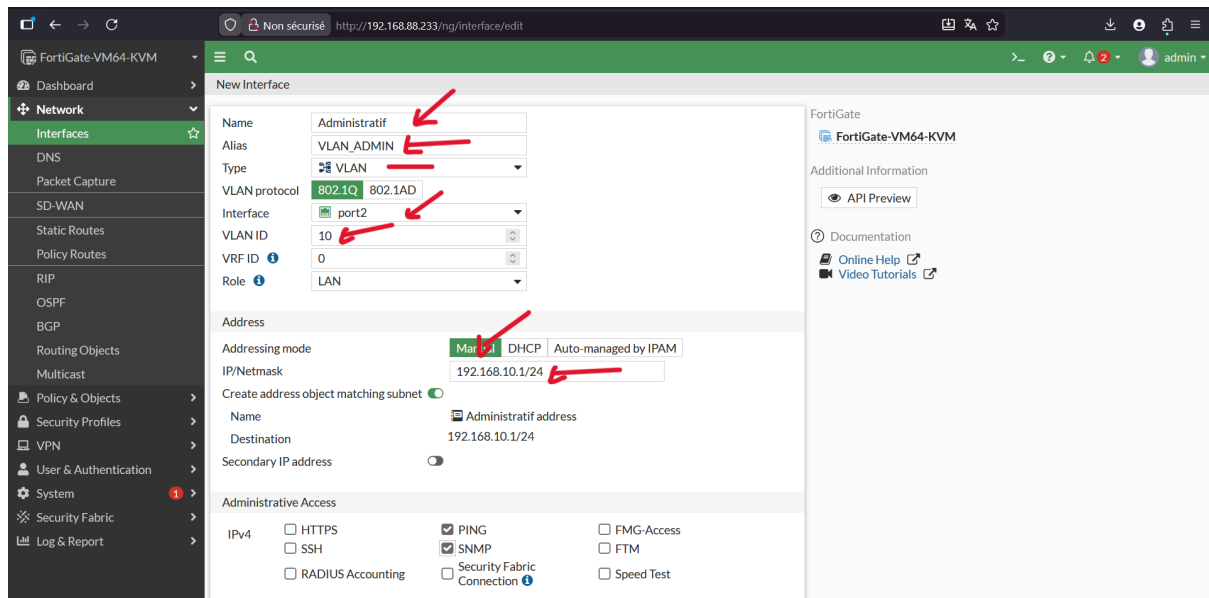 Non sécurisé http://192.168.88.233/ng/interface/edit
FortiGate-VM64-KVM
>_
2
admin
Dashboard
Network
Interfaces
DNS
Packet Capture
SD-WAN
Static Routes
Policy Routes
RIP
OSPF
BGP
Routing Objects
Multicast
Policy & Objects
Security Profiles
VPN
User & Authentication
System 1
Security Fabric
Log & Report
New Interface
Name Administratif
Alias VLAN_ADMIN
Type VLAN
VLAN protocol 802.1Q 802.1AD
Interface port2
VLAN ID 10
VRF ID 0
Role LAN
Address
Addressing mode Manual DHCP Auto-managed by IPAM
IP/Netmask 192.168.10.1/24
Create address object matching subnet
Name Administratif address
Destination 192.168.10.1/24
Secondary IP address
Administrative Access
IPv4 HTTPS PING FMG-Access
SSH SNMP FTM
RADIUS Accounting Security Fabric Connection Speed Test
FortiGate
FortiGate-VM64-KVM
Additional Information
API Preview
Documentation
Online Help
Video Tutorials